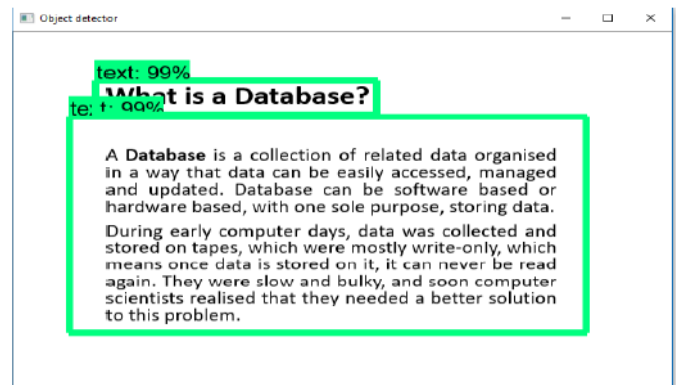 Object detector
text: 99%
What is a Database?
text: 99%
A Database is a collection of related data organised
in a way that data can be easily accessed, managed
and updated. Database can be software based or
hardware based, with one sole purpose, storing data.
During early computer days, data was collected and
stored on tapes, which were mostly write-only, which
means once data is stored on it, it can never be read
again. They were slow and bulky, and soon computer
scientists realised that they needed a better solution
to this problem.